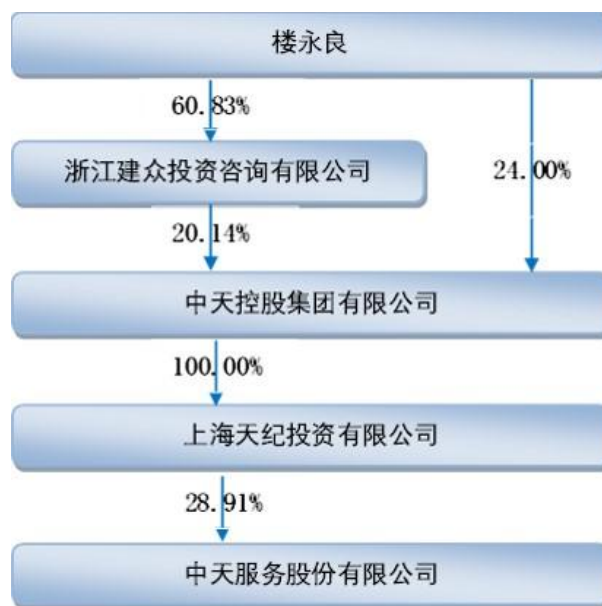 楼永良
60.83%
浙江建众投资咨询有限公司
24.00%
20.14%
中天控股集团有限公司
100.00%
上海天纪投资有限公司
28.91%
中天服务股份有限公司